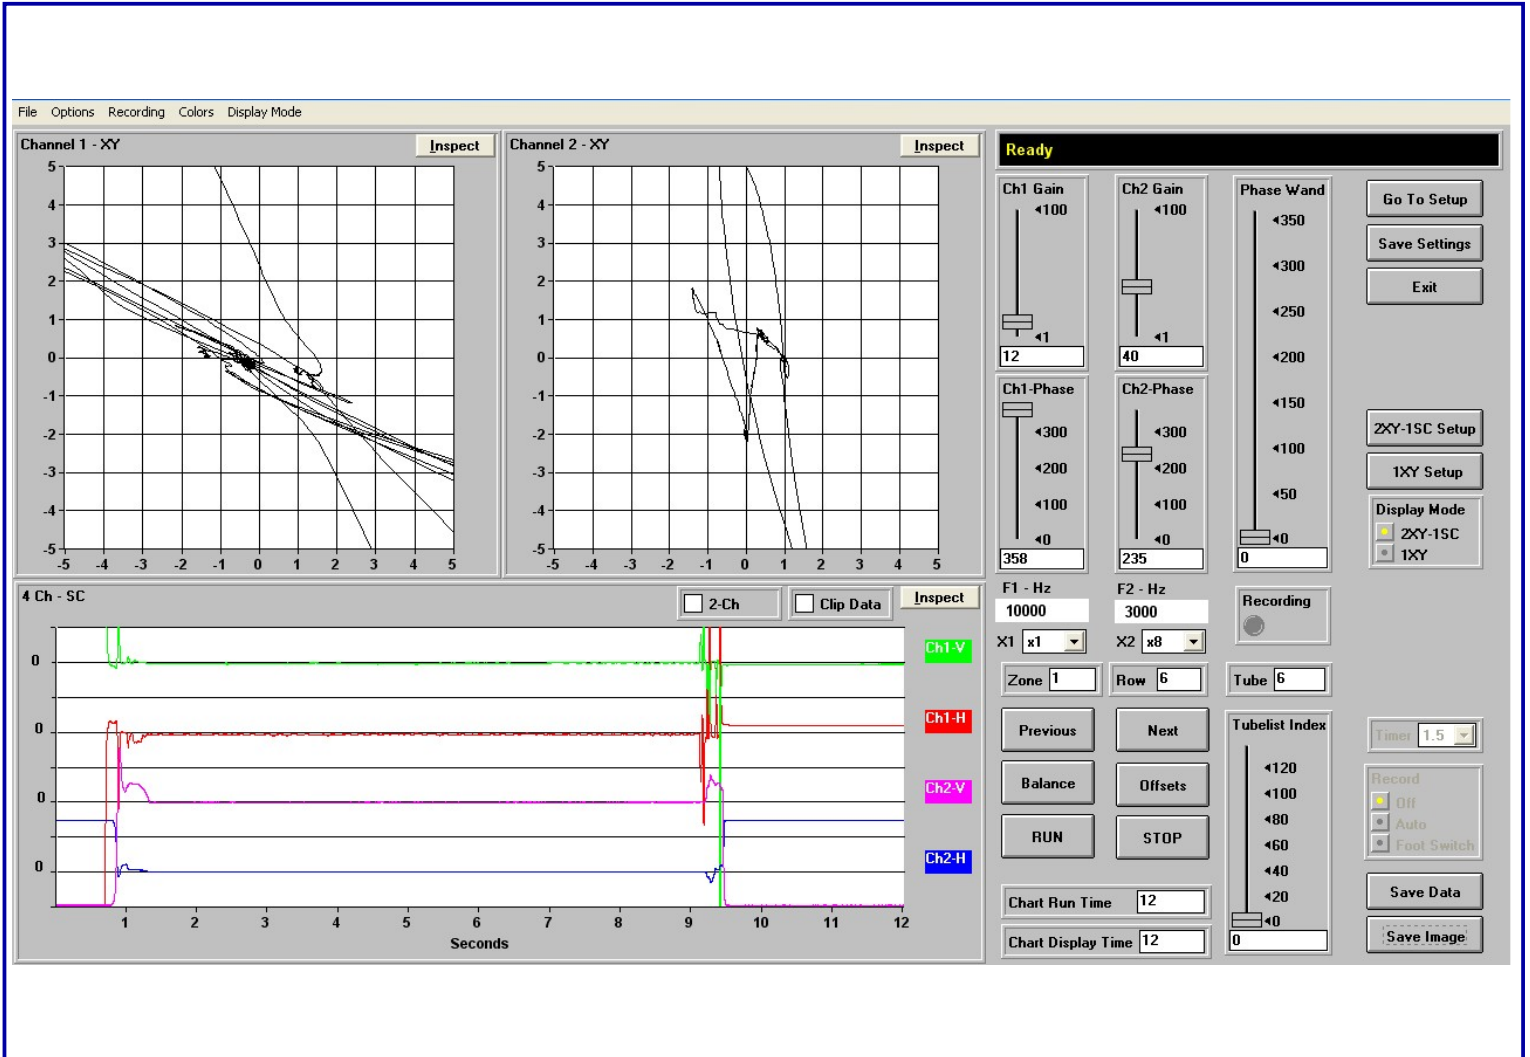 File Options Recording Colors Display Mode
Channel 1 - XY
Inspect
5
4
3
2
1
0
-1
-2
-3
-4
-5
-5 -4 -3 -2 -1 0 1 2 3 4 5
Channel 2 - XY
Inspect
5
4
3
2
1
0
-1
-2
-3
-4
-5
-5 -4 -3 -2 -1 0 1 2 3 4 5
4 Ch - SC
2-Ch
Clip Data
Inspect
0
0
0
0
Ch1-V
Ch1-H
Ch2-V
Ch2-H
1 2 3 4 5 6 7 8 9 10 11 12
Seconds
Ready
Ch1 Gain
100
1
12
Ch2 Gain
100
1
40
Phase Wand
350
300
250
200
150
100
50
0
0
Ch1-Phase
300
200
100
0
358
Ch2-Phase
300
200
100
0
235
Go To Setup
Save Settings
Exit
2XY-1SC Setup
1XY Setup
Display Mode
2XY-1SC
1XY
F1 - Hz
10000
F2 - Hz
3000
Recording
X1 x1
X2 x8
Zone 1
Row 6
Tube 6
Previous
Next
Balance
Offsets
RUN
STOP
Chart Run Time 12
Chart Display Time 12
Tubelist Index
120
100
80
60
40
20
0
0
Timer 1.5
Record
Off
Auto
Foot Switch
Save Data
Save Image